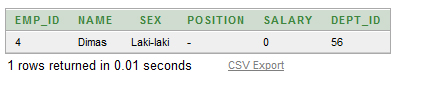 EMP_ID NAME SEX POSITION SALARY DEPT_ID
4 Dimas Laki-laki - 0 56
1 rows returned in 0.01 seconds CSV Export